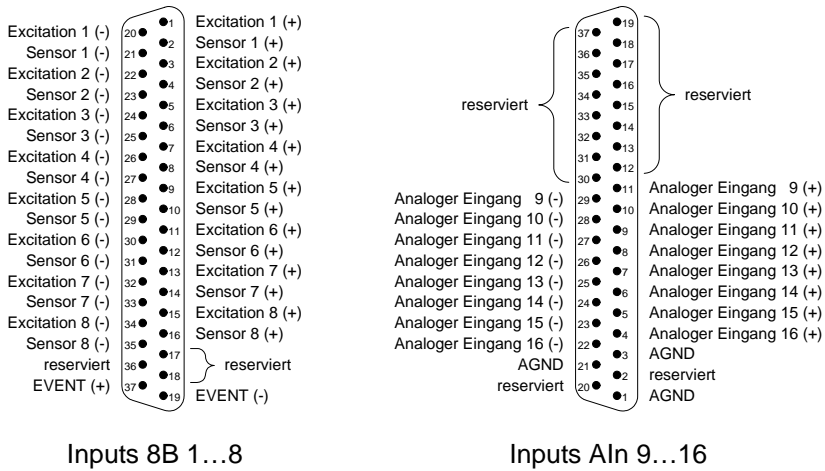 1 Excitation 1 (+)
Excitation 1 (-) 20
2 Sensor 1 (+)
Sensor 1 (-) 21
3 Excitation 2 (+)
Excitation 2 (-) 22
4 Sensor 2 (+)
Sensor 2 (-) 23
5 Excitation 3 (+)
Excitation 3 (-) 24
6 Sensor 3 (+)
Sensor 3 (-) 25
7 Excitation 4 (+)
Excitation 4 (-) 26
8 Sensor 4 (+)
Sensor 4 (-) 27
9 Excitation 5 (+)
Excitation 5 (-) 28
10 Sensor 5 (+)
Sensor 5 (-) 29
11 Excitation 6 (+)
Excitation 6 (-) 30
12 Sensor 6 (+)
Sensor 6 (-) 31
13 Excitation 7 (+)
Excitation 7 (-) 32
14 Sensor 7 (+)
Sensor 7 (-) 33
15 Excitation 8 (+)
Excitation 8 (-) 34
16 Sensor 8 (+)
Sensor 8 (-) 35
17
reserviert 36
reserviert
18
EVENT (+) 37
19 EVENT (-)
Inputs 8B 1…8
19
37
18
36
17
35
16
34
reserviert
reserviert
15
33
14
32
13
31
12
30
11 Analoger Eingang 9 (+)
Analoger Eingang 9 (-) 29
10 Analoger Eingang 10 (+)
Analoger Eingang 10 (-) 28
9 Analoger Eingang 11 (+)
Analoger Eingang 11 (-) 27
8 Analoger Eingang 12 (+)
Analoger Eingang 12 (-) 26
7 Analoger Eingang 13 (+)
Analoger Eingang 13 (-) 25
6 Analoger Eingang 14 (+)
Analoger Eingang 14 (-) 24
5 Analoger Eingang 15 (+)
Analoger Eingang 15 (-) 23
4 Analoger Eingang 16 (+)
Analoger Eingang 16 (-) 22
3 AGND
AGND 21
2 reserviert
reserviert 20
1 AGND
Inputs AIn 9…16